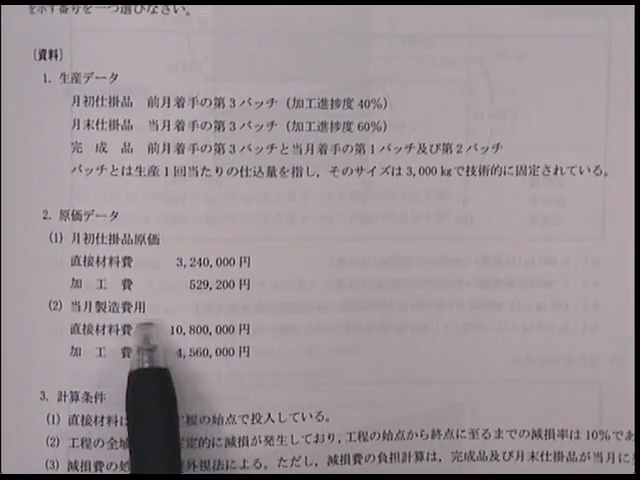 を示す番号を一つ選びなさい。
〔資料〕
1．生産データ
月初仕掛品　前月着手の第3バッチ（加工進捗度40％）
月末仕掛品　当月着手の第3バッチ（加工進捗度60％）
完　成　品　前月着手の第3バッチと当月着手の第1バッチ及び第2バッチ
バッチとは生産1回当たりの仕込量を指し，そのサイズは3,000 kgで技術的に固定されている。
2．原価データ
(1) 月初仕掛品原価
直接材料費　3,240,000円
加　工　費　529,200円
(2) 当月製造費用
直接材料費　10,800,000円
加　工　費　4,560,000円
3．計算条件
(1) 直接材料は　程の始点で投入している。
(2) 工程の全域　定的に減損が発生しており，工程の始点から終点に至るまでの減損率は10％であ
(3) 減損費の処　外視法による。ただし，減損費の負担計算は，完成品及び月末仕掛品が当月に